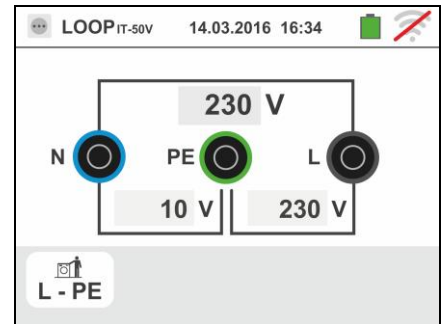 LOOP IT-50V 14.03.2016 16:34
230 V
N PE L
10 V 230 V
L - PE